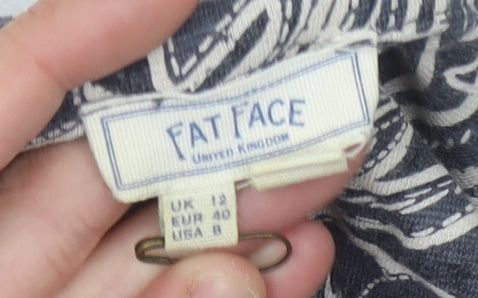 FAT FACE
UNITED KINGDOM
UK 12
EUR 40
USA 8